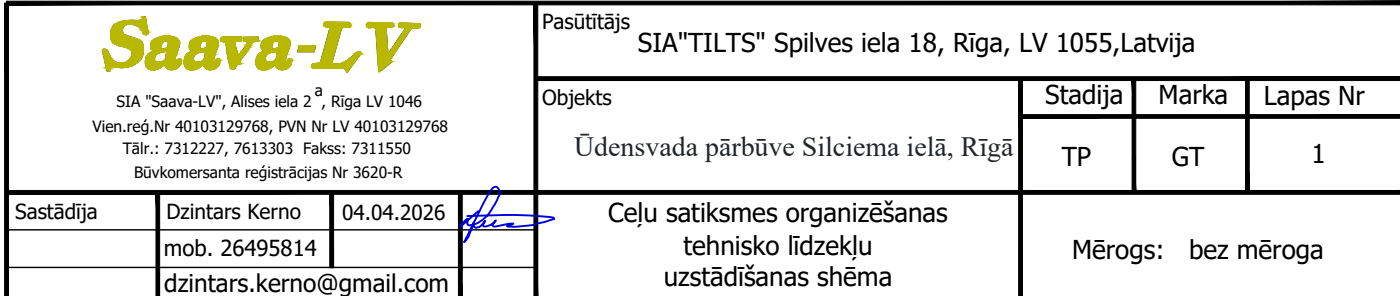 Saava-LV
SIA "Saava-LV", Alises iela 2 a, Rīga LV 1046
Vien.reģ.Nr 40103129768, PVN Nr LV 40103129768
Tālr.: 7312227, 7613303 Fakss: 7311550
Būvkomersanta reģistrācijas Nr 3620-R
Pasūtītājs
SIA"TILTS" Spilves iela 18, Rīga, LV 1055,Latvija
Objekts
Ūdensvada pārbūve Silciema ielā, Rīgā
Stadija Marka Lapas Nr
TP GT 1
Sastādīja Dzintars Kerno 04.04.2026
mob. 26495814
dzintars.kerno@gmail.com
Ceļu satiksmes organizēšanas
tehnisko līdzekļu
uzstādīšanas shēma
Mērogs: bez mēroga